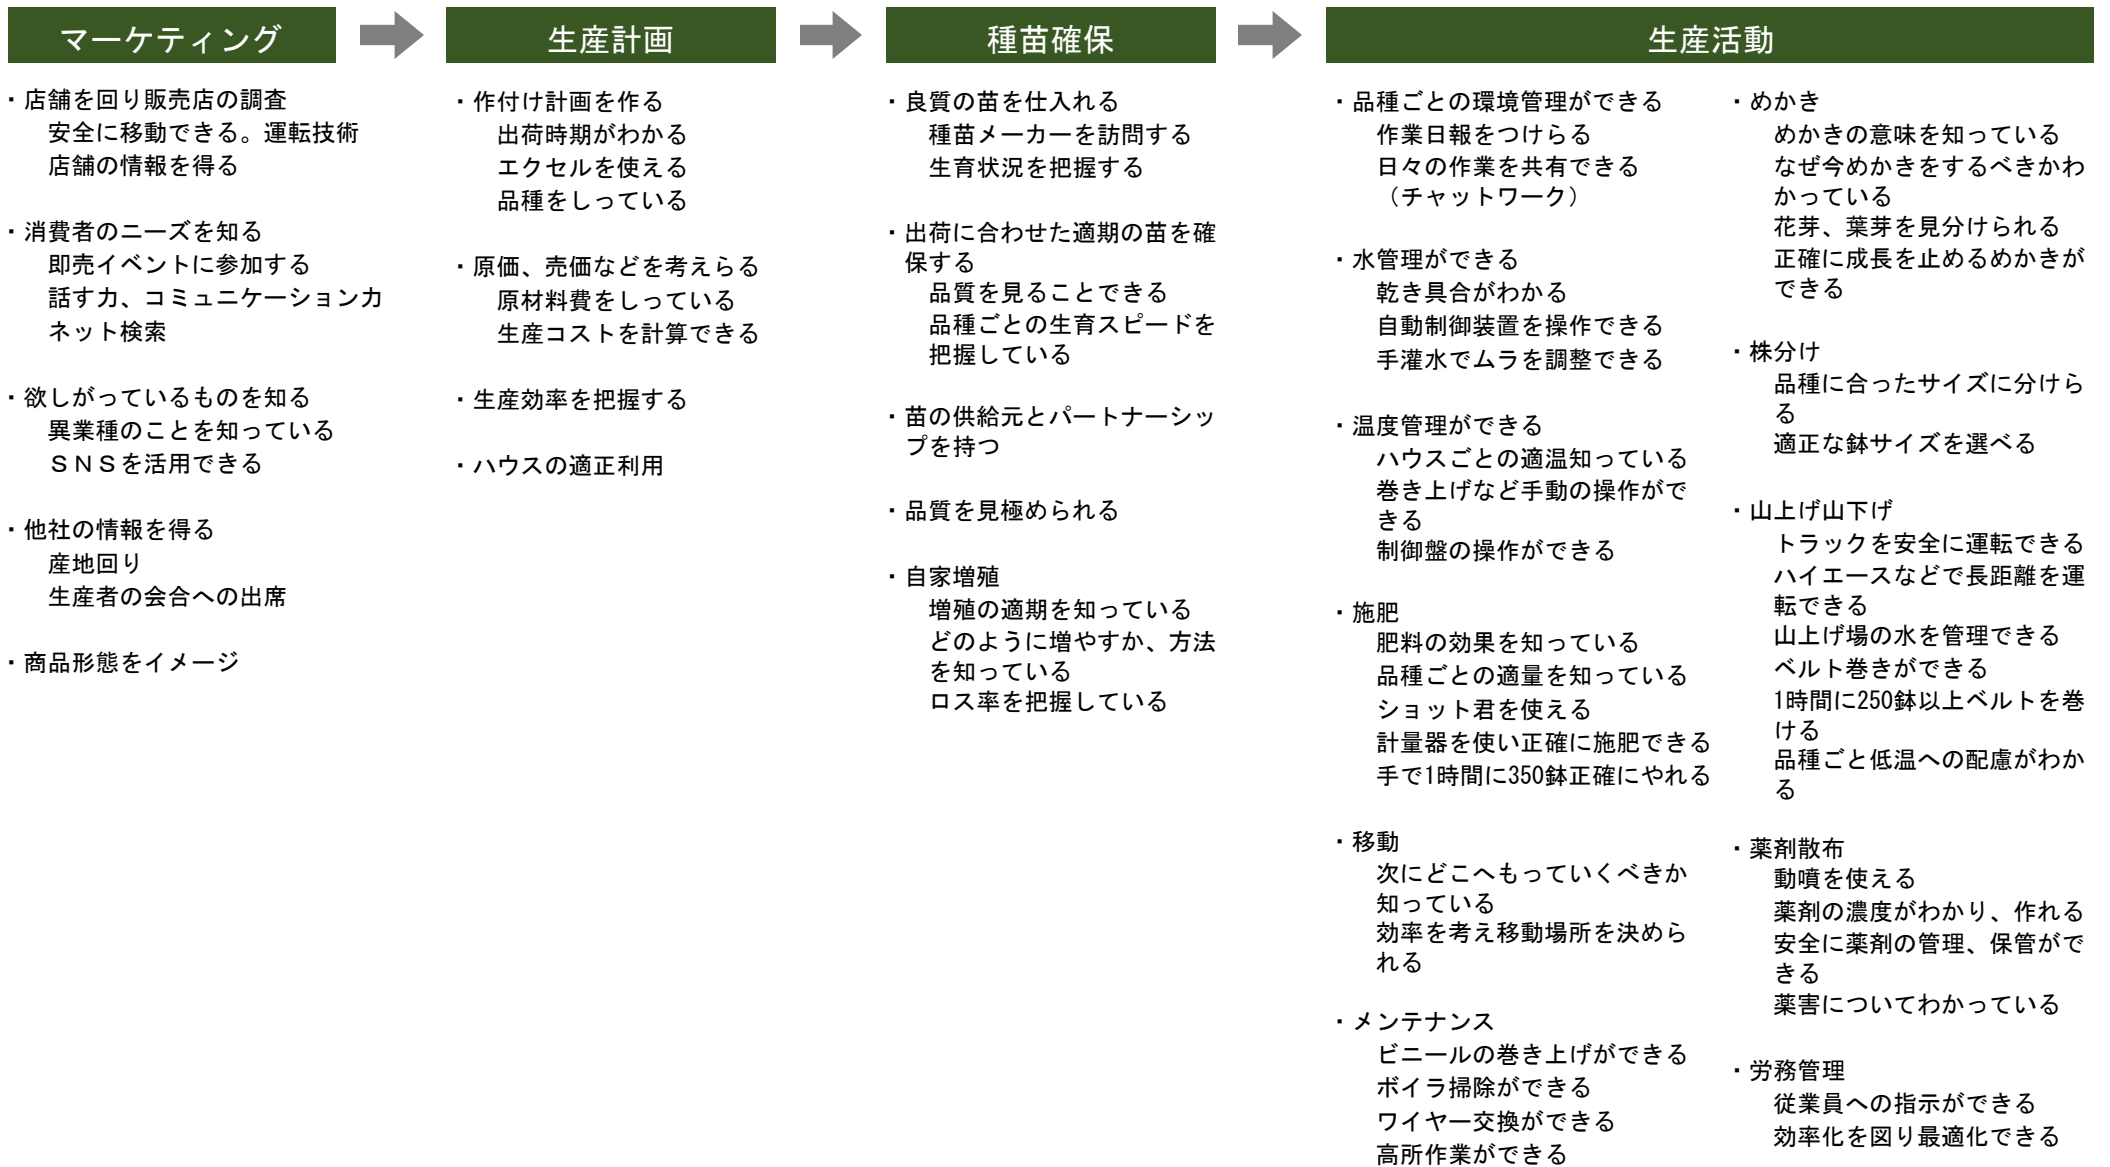 マーケティング
・店舗を回り販売店の調査
安全に移動できる。運転技術
店舗の情報を得る
・消費者のニーズを知る
即売イベントに参加する
話す力、コミュニケーション力
ネット検索
・欲しがっているものを知る
異業種のことを知っている
ＳＮＳを活用できる
・他社の情報を得る
産地回り
生産者の会合への出席
・商品形態をイメージ
生産計画
・作付け計画を作る
出荷時期がわかる
エクセルを使える
品種をしっている
・原価、売価などを考えらる
原材料費をしっている
生産コストを計算できる
・生産効率を把握する
・ハウスの適正利用
種苗確保
・良質の苗を仕入れる
種苗メーカーを訪問する
生育状況を把握する
・出荷に合わせた適期の苗を確
保する
品質を見ることできる
品種ごとの生育スピードを
把握している
・苗の供給元とパートナーシッ
プを持つ
・品質を見極められる
・自家増殖
増殖の適期を知っている
どのように増やすか、方法
を知っている
ロス率を把握している
生産活動
・品種ごとの環境管理ができる
作業日報をつけらる
日々の作業を共有できる
（チャットワーク）
・水管理ができる
乾き具合がわかる
自動制御装置を操作できる
手灌水でムラを調整できる
・温度管理ができる
ハウスごとの適温知っている
巻き上げなど手動の操作がで
きる
制御盤の操作ができる
・施肥
肥料の効果を知っている
品種ごとの適量を知っている
ショット君を使える
計量器を使い正確に施肥できる
手で1時間に350鉢正確にやれる
・移動
次にどこへもっていくべきか
知っている
効率を考え移動場所を決めら
れる
・メンテナンス
ビニールの巻き上げができる
ボイラ掃除ができる
ワイヤー交換ができる
高所作業ができる
・めかき
めかきの意味を知っている
なぜ今めかきをするべきかわ
かっている
花芽、葉芽を見分けられる
正確に成長を止めるめかきが
できる
・株分け
品種に合ったサイズに分けら
る
適正な鉢サイズを選べる
・山上げ山下げ
トラックを安全に運転できる
ハイエースなどで長距離を運
転できる
山上げ場の水を管理できる
ベルト巻きができる
1時間に250鉢以上ベルトを巻
ける
品種ごと低温への配慮がわか
る
・薬剤散布
動噴を使える
薬剤の濃度がわかり、作れる
安全に薬剤の管理、保管がで
きる
薬害についてわかっている
・労務管理
従業員への指示ができる
効率化を図り最適化できる